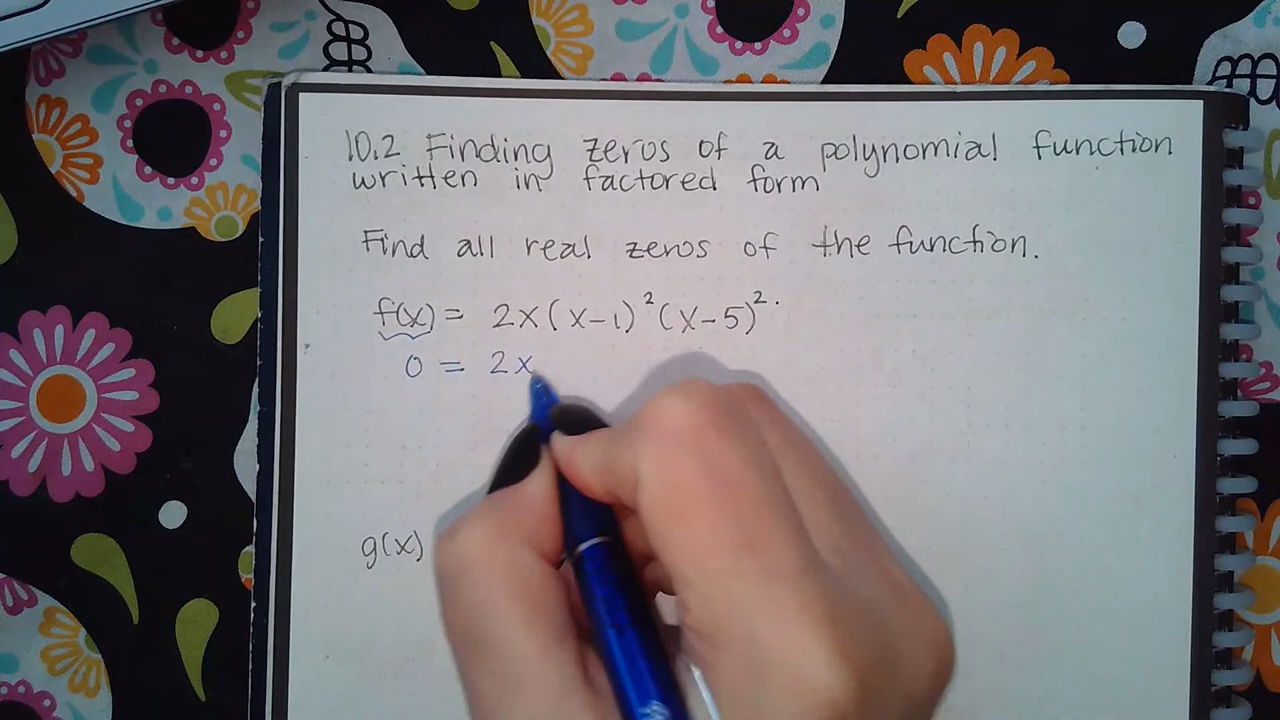 10.2 Finding zeros of a polynomial function
written in factored form
Find all real zeros of the function.
f(x) = 2x(x-1)²(x-5)².
0 = 2x
g(x)